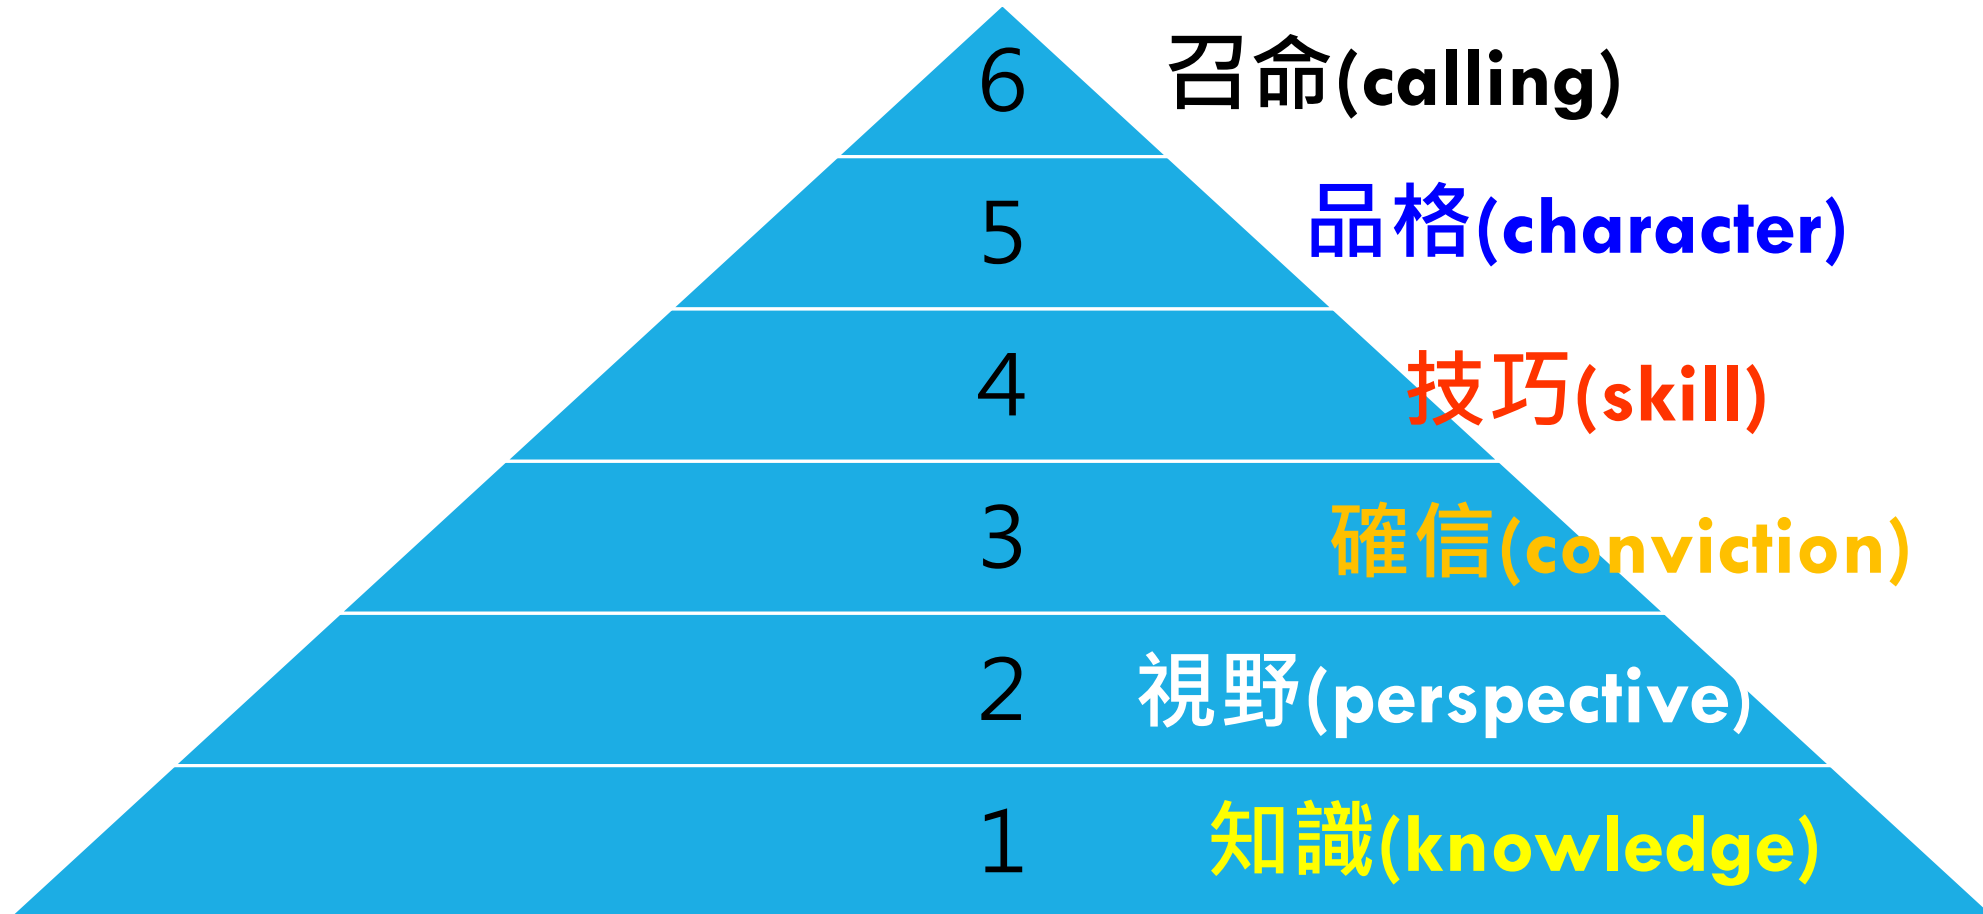 6 召命(calling)
5 品格(character)
4 技巧(skill)
3 確信(conviction)
2 視野(perspective)
1 知識(knowledge)